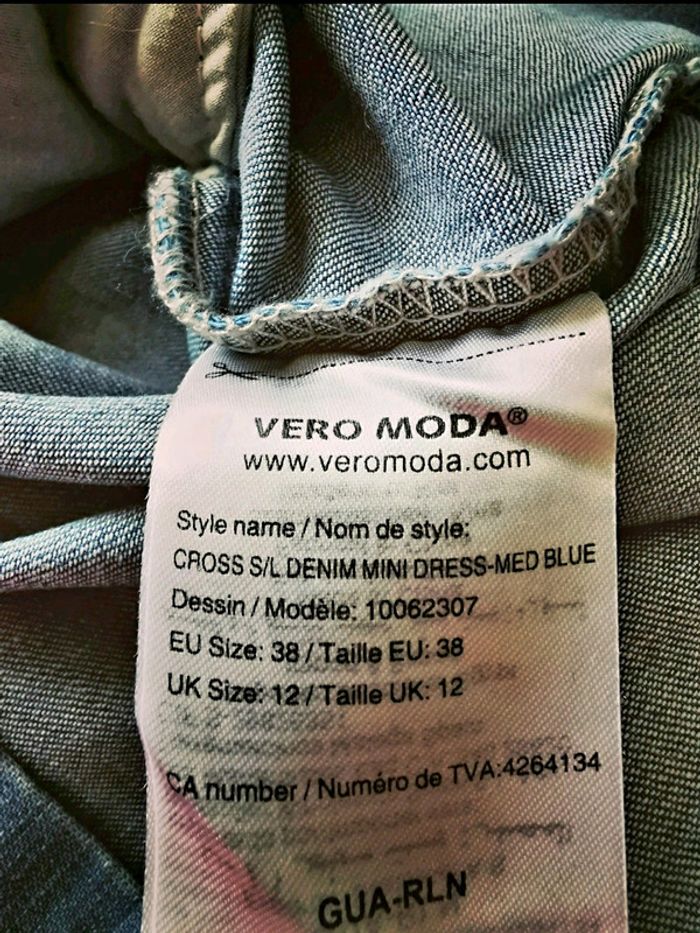 VERO MODA®
www.veromoda.com
Style name / Nom de style:
CROSS S/L DENIM MINI DRESS-MED BLUE
Dessin / Modèle: 10062307
EU Size: 38 / Taille EU: 38
UK Size: 12 / Taille UK: 12
CA number / Numéro de TVA:4264134
GUA-RLN